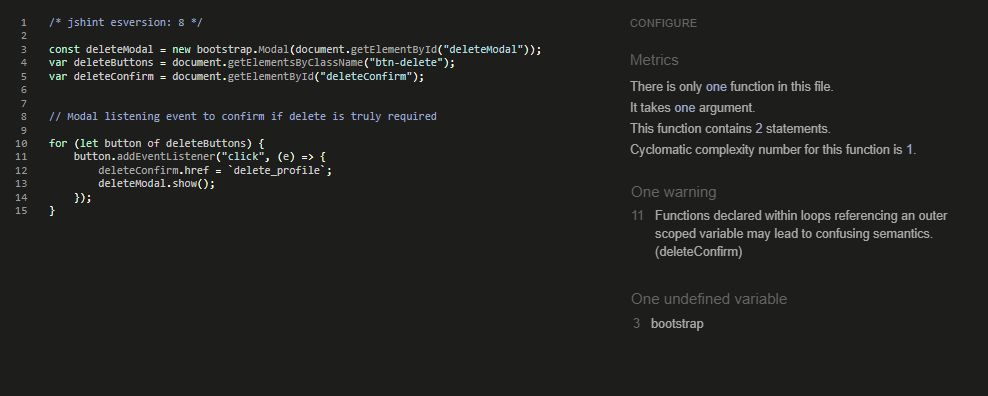 1 /* jshint esversion: 8 */
2
3 const deleteModal = new bootstrap.Modal(document.getElementById("deleteModal"));
4 var deleteButtons = document.getElementsByClassName("btn-delete");
5 var deleteConfirm = document.getElementById("deleteConfirm");
6
7
8 // Modal listening event to confirm if delete is truly required
9
10 for (let button of deleteButtons) {
11     button.addEventListener("click", (e) => {
12         deleteConfirm.href = `delete_profile`;
13         deleteModal.show();
14     });
15 }
CONFIGURE
Metrics
There is only one function in this file.
It takes one argument.
This function contains 2 statements.
Cyclomatic complexity number for this function is 1.
One warning
11 Functions declared within loops referencing an outer
scoped variable may lead to confusing semantics.
(deleteConfirm)
One undefined variable
3 bootstrap